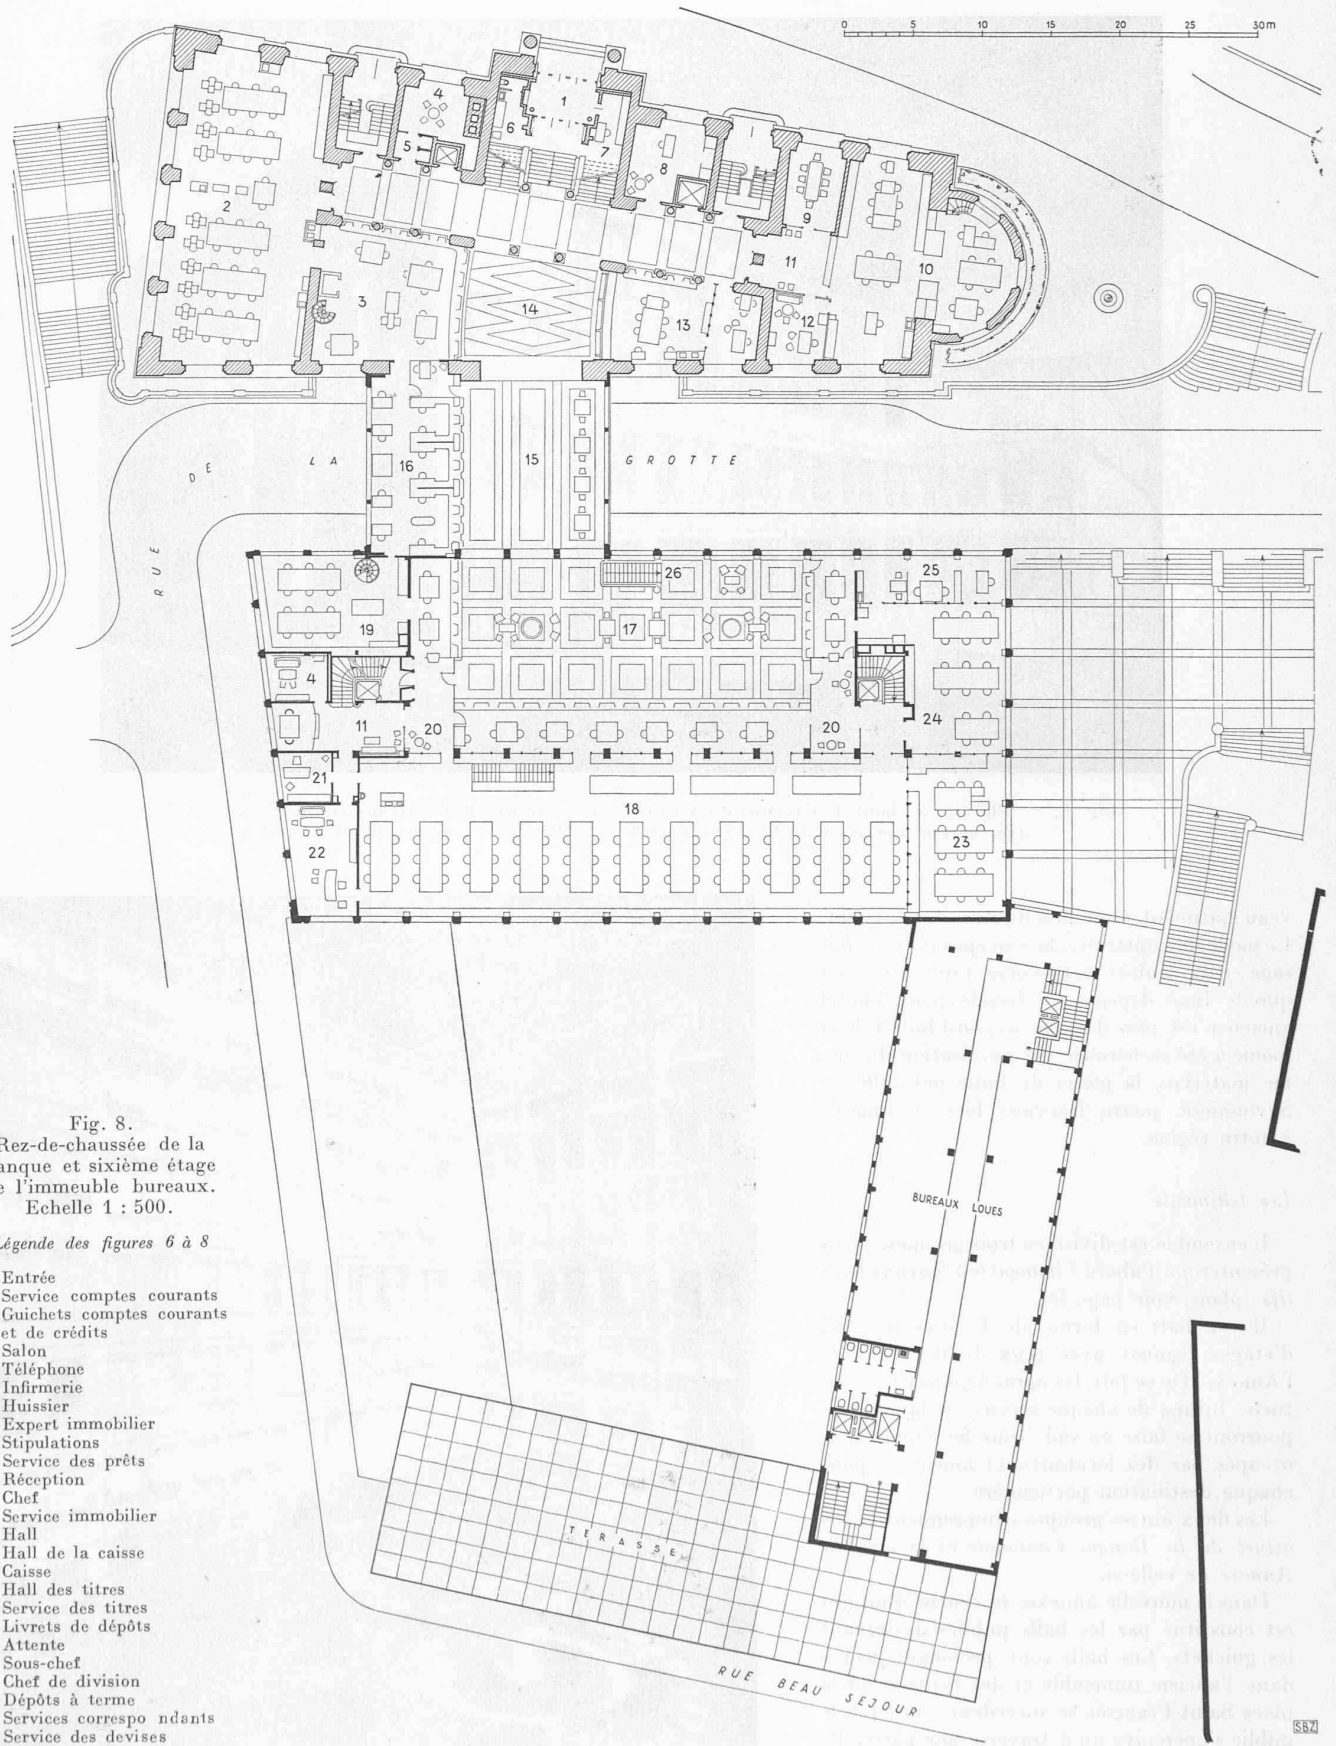 0 5 10 15 20 25 30m
1
4
6
5
7
8
2
9
11
10
3
14
12
13
DE LA GROTTE
RUE
16
15
25
26
19
17
4
11
20
20
24
21
18
22
23
Fig. 8.
Rez-de-chaussée de la
anque et sixième étage
e l'immeuble bureaux.
Echelle 1 : 500.
Légende des figures 6 à 8
Entrée
Service comptes courants
Guichets comptes courants
et de crédits
Salon
Téléphone
Infirmerie
Huissier
Expert immobilier
Stipulations
Service des prêts
Réception
Chef
Service immobilier
Hall
Hall de la caisse
Caisse
Hall des titres
Service des titres
Livrets de dépôts
Attente
Sous-chef
Chef de division
Dépôts à terme
Services correspo ndants
Service des devises
BUREAUX LOUES
TERASSE
RUE BEAU SEJOUR
SBZ